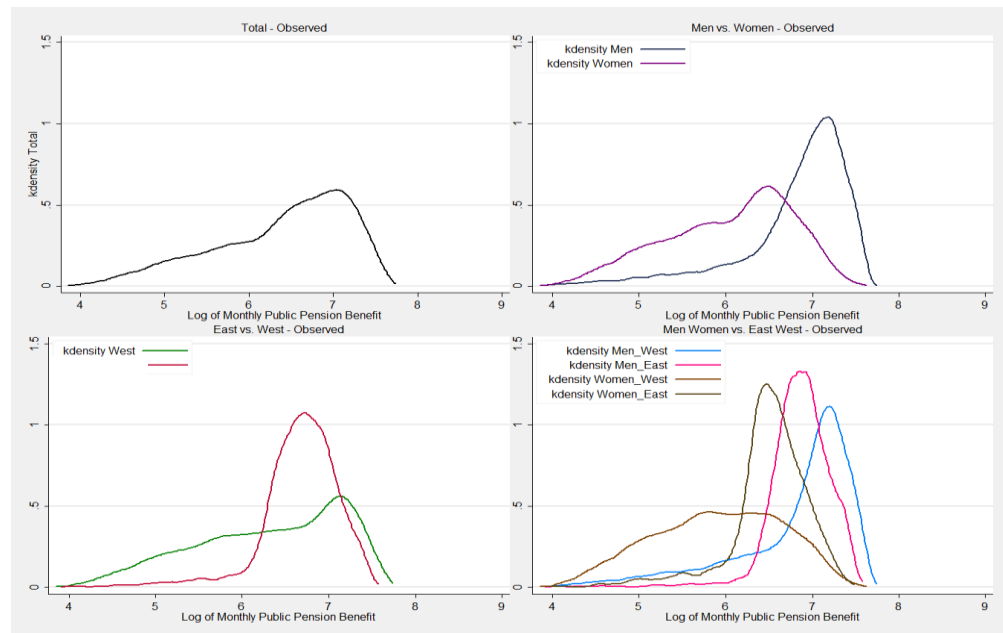 Total - Observed
1.5
1
.5
0
kdensity Total
4 5 6 7 8 9
Log of Monthly Public Pension Benefit
Men vs. Women - Observed
kdensity Men
kdensity Women
1.5
1
.5
0
4 5 6 7 8 9
Log of Monthly Public Pension Benefit
East vs. West - Observed
kdensity West
1.5
1
.5
0
4 5 6 7 8 9
Log of Monthly Public Pension Benefit
Men Women vs. East West - Observed
kdensity Men_West
kdensity Men_East
kdensity Women_West
kdensity Women_East
1.5
1
.5
0
4 5 6 7 8 9
Log of Monthly Public Pension Benefit